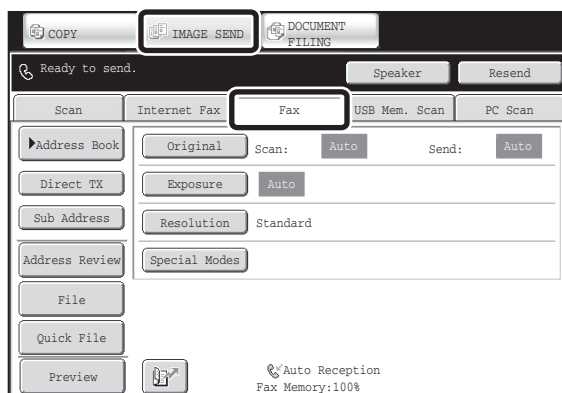 COPY
IMAGE SEND
DOCUMENT
FILING
Ready to send.
Speaker
Resend
Scan
Internet Fax
Fax
USB Mem. Scan
PC Scan
Address Book
Original
Scan:
Auto
Send:
Auto
Direct TX
Exposure
Auto
Sub Address
Resolution
Standard
Address Review
Special Modes
File
Quick File
Preview
Auto Reception
Fax Memory:100%